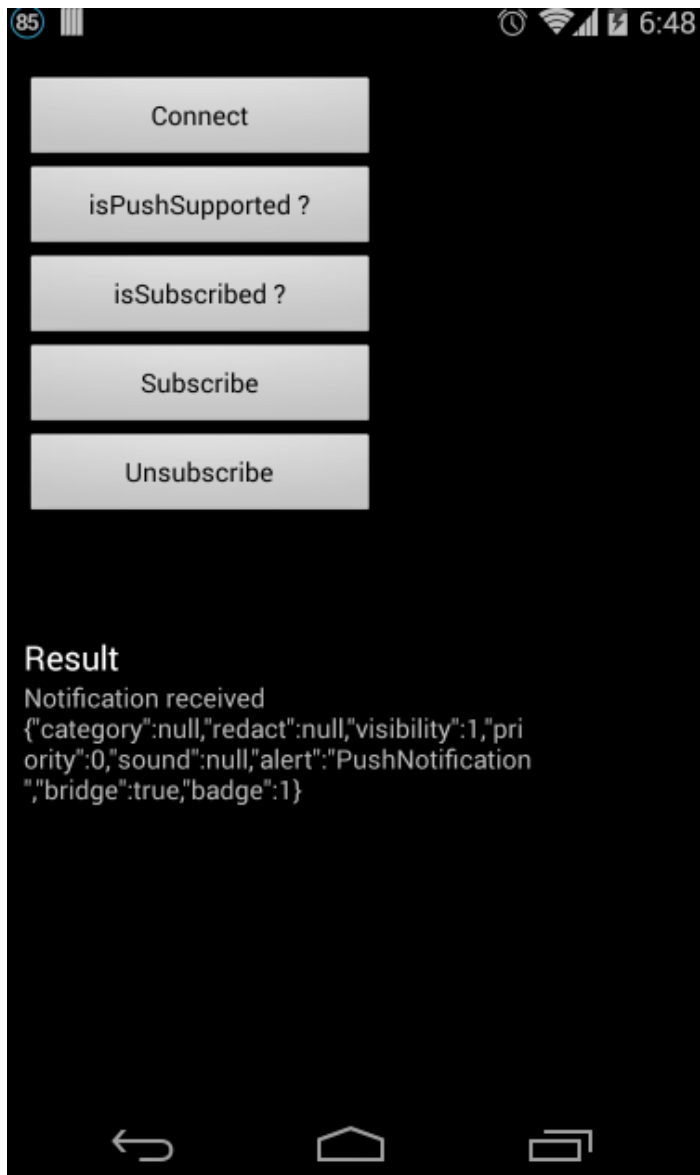 85 6:48
Connect
isPushSupported ?
isSubscribed ?
Subscribe
Unsubscribe
Result
Notification received
{"category":null,"redact":null,"visibility":1,"pri
ority":0,"sound":null,"alert":"PushNotification
","bridge":true,"badge":1}